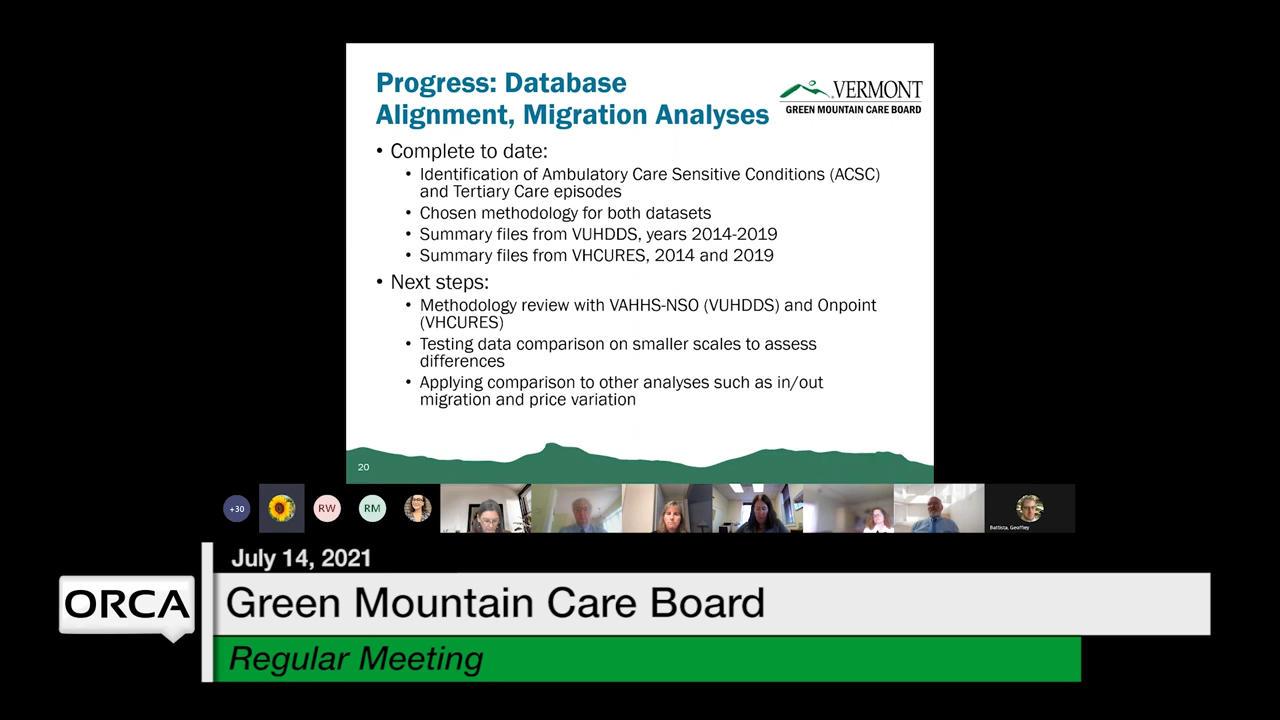 Progress: Database
Alignment, Migration Analyses
VERMONT
GREEN MOUNTAIN CARE BOARD
• Complete to date:
• Identification of Ambulatory Care Sensitive Conditions (ACSC)
and Tertiary Care episodes
• Chosen methodology for both datasets
• Summary files from VUHDDS, years 2014-2019
• Summary files from VHCURES, 2014 and 2019
• Next steps:
• Methodology review with VAHHS-NSO (VUHDDS) and Onpoint
(VHCURES)
• Testing data comparison on smaller scales to assess
differences
• Applying comparison to other analyses such as in/out
migration and price variation
20
+30
RW
RM
Battista, Geoffrey
July 14, 2021
ORCA
Green Mountain Care Board
Regular Meeting